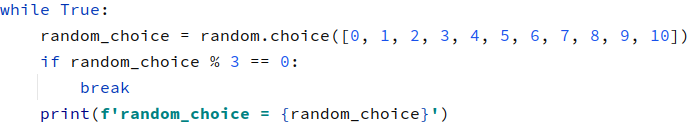 while True:
    random_choice = random.choice([0, 1, 2, 3, 4, 5, 6, 7, 8, 9, 10])
    if random_choice % 3 == 0:
        break
    print(f'random_choice = {random_choice}')